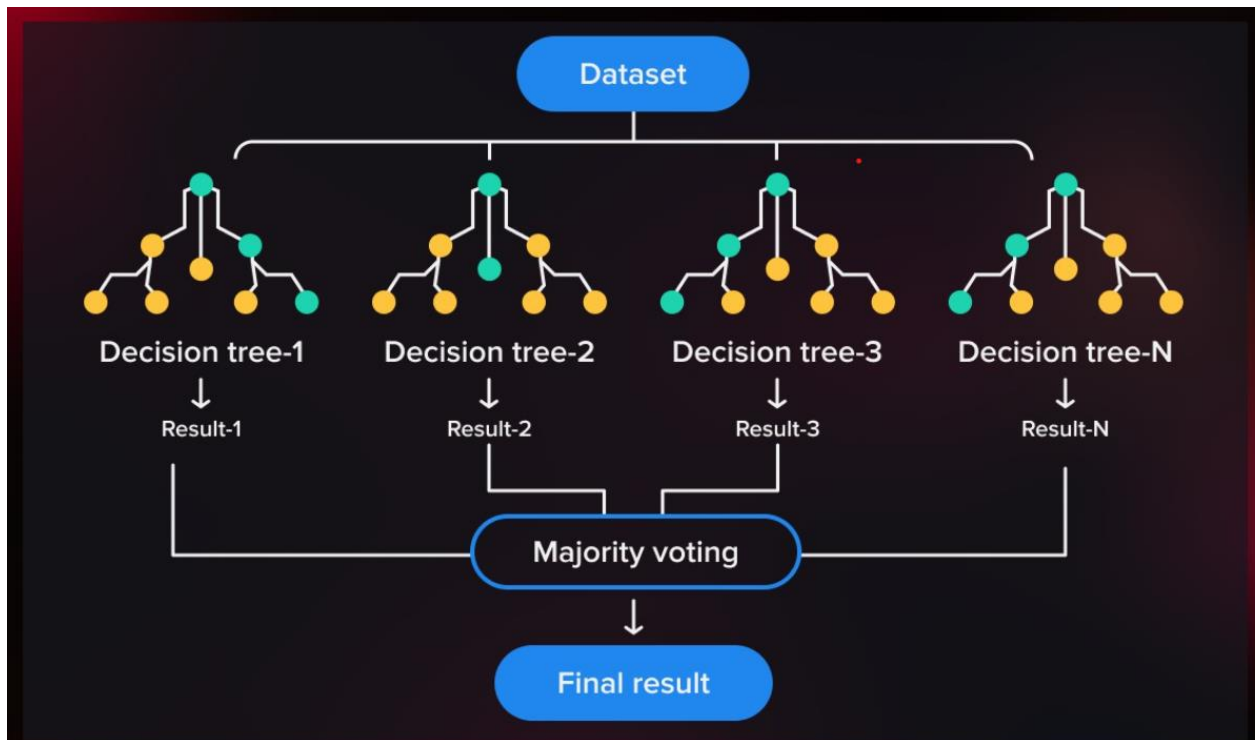 Dataset
Decision tree-1
Decision tree-2
Decision tree-3
Decision tree-N
Result-1
Result-2
Result-3
Result-N
Majority voting
Final result